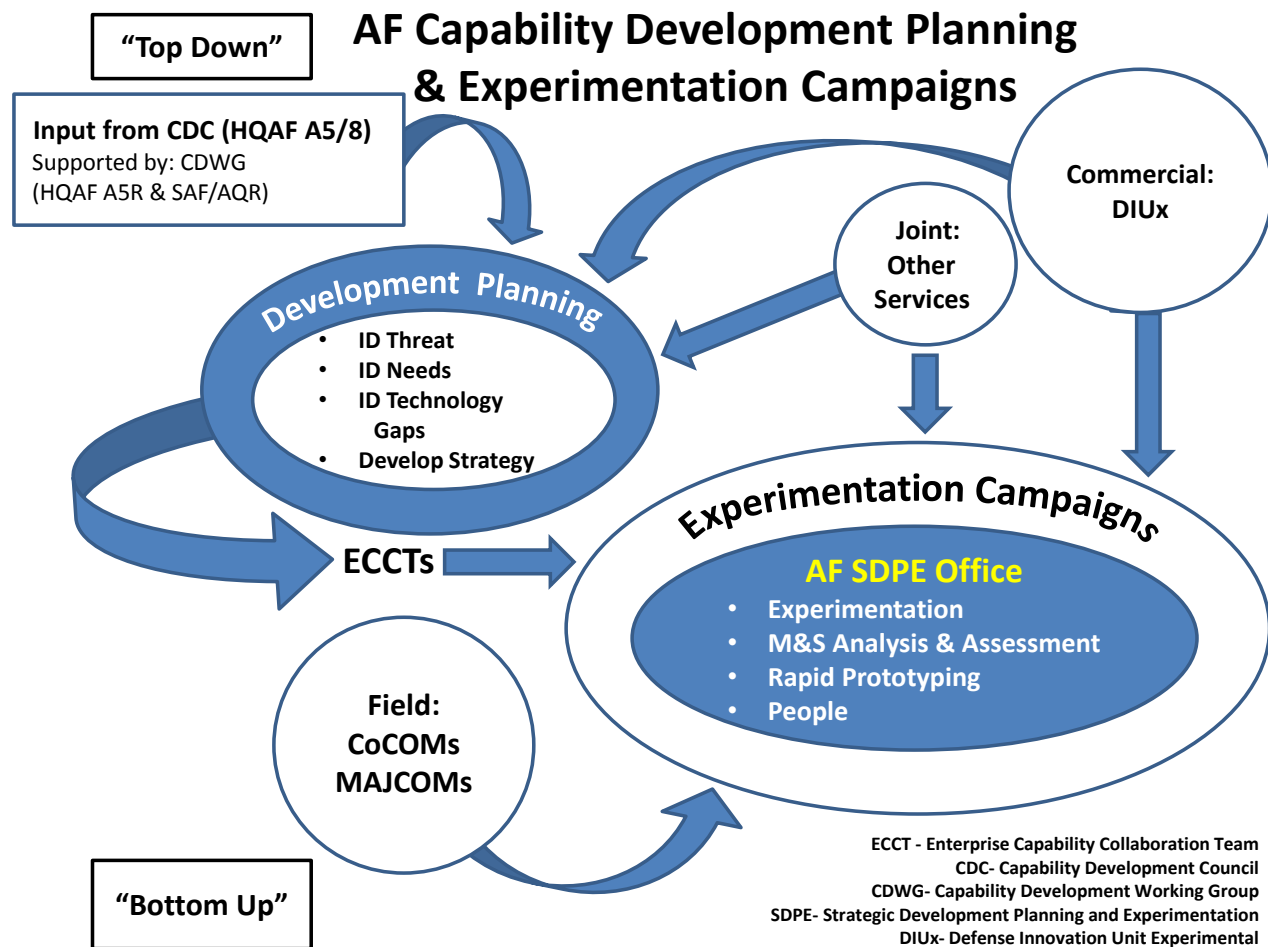 “Top Down”
AF Capability Development Planning
& Experimentation Campaigns
Input from CDC (HQAF A5/8)
Supported by: CDWG
(HQAF A5R & SAF/AQR)
Commercial:
DIUx
Joint:
Other
Services
Development Planning
• ID Threat
• ID Needs
• ID Technology
Gaps
• Develop Strategy
ECCTs
Experimentation Campaigns
AF SDPE Office
• Experimentation
• M&S Analysis & Assessment
• Rapid Prototyping
• People
Field:
CoCOMs
MAJCOMs
“Bottom Up”
ECCT - Enterprise Capability Collaboration Team
CDC- Capability Development Council
CDWG- Capability Development Working Group
SDPE- Strategic Development Planning and Experimentation
DIUx- Defense Innovation Unit Experimental